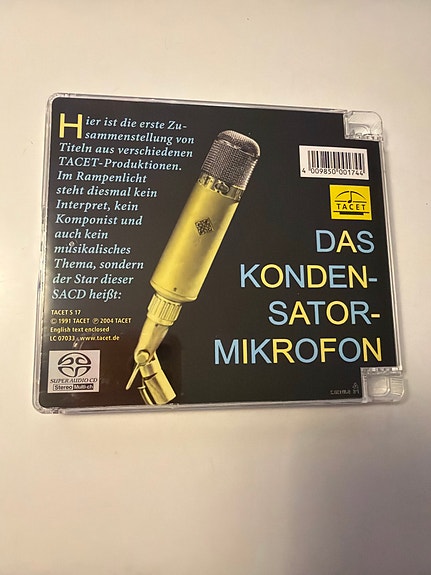 Hier ist die erste Zu-
sammenstellung von
Titeln aus verschiedenen
TACET-Produktionen.
Im Rampenlicht
steht diesmal kein
Interpret, kein
Komponist und
auch kein
musikalisches
Thema, sondern
der Star dieser
SACD heißt:
TACET S 17
© 1991 TACET ℗ 2004 TACET
English text enclosed
LC 07033 · www.tacet.de
SUPER AUDIO CD
Stereo Multi-ch
4 009850 001744
TACET
DAS
KONDEN-
SATOR-
MIKROFON